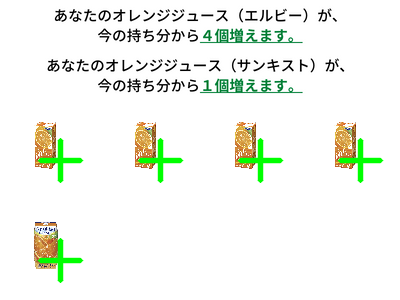 あなたのオレンジジュース（エルビー）が、
今の持ち分から４個増えます。
あなたのオレンジジュース（サンキスト）が、
今の持ち分から１個増えます。